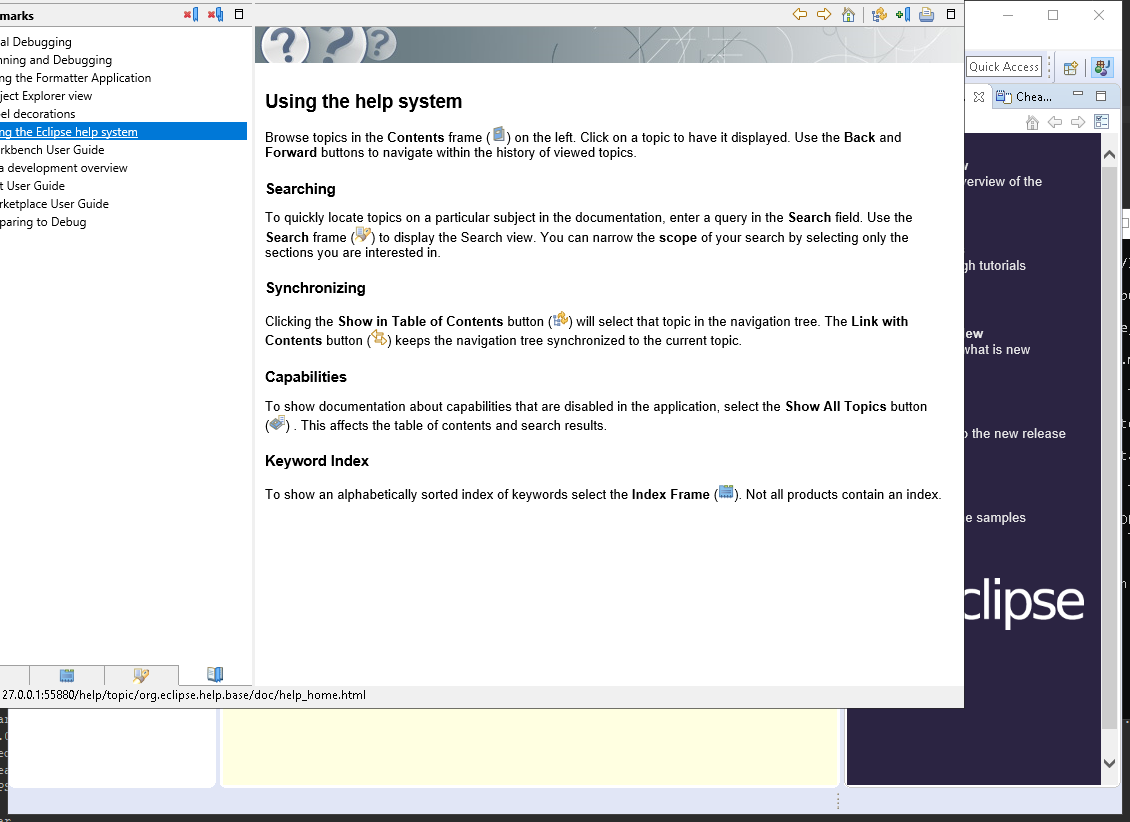 marks
al Debugging
nning and Debugging
ng the Formatter Application
ject Explorer view
el decorations
ng the Eclipse help system
rkbench User Guide
a development overview
t User Guide
rketplace User Guide
paring to Debug
27.0.0.1:55880/help/topic/org.eclipse.help.base/doc/help_home.html
Using the help system
Browse topics in the Contents frame ( ) on the left. Click on a topic to have it displayed. Use the Back and
Forward buttons to navigate within the history of viewed topics.
Searching
To quickly locate topics on a particular subject in the documentation, enter a query in the Search field. Use the
Search frame ( ) to display the Search view. You can narrow the scope of your search by selecting only the
sections you are interested in.
Synchronizing
Clicking the Show in Table of Contents button ( ) will select that topic in the navigation tree. The Link with
Contents button ( ) keeps the navigation tree synchronized to the current topic.
Capabilities
To show documentation about capabilities that are disabled in the application, select the Show All Topics button
( ) . This affects the table of contents and search results.
Keyword Index
To show an alphabetically sorted index of keywords select the Index Frame ( ). Not all products contain an index.
Quick Access
Chea...
verview of the
gh tutorials
ew
what is new
o the new release
e samples
clipse